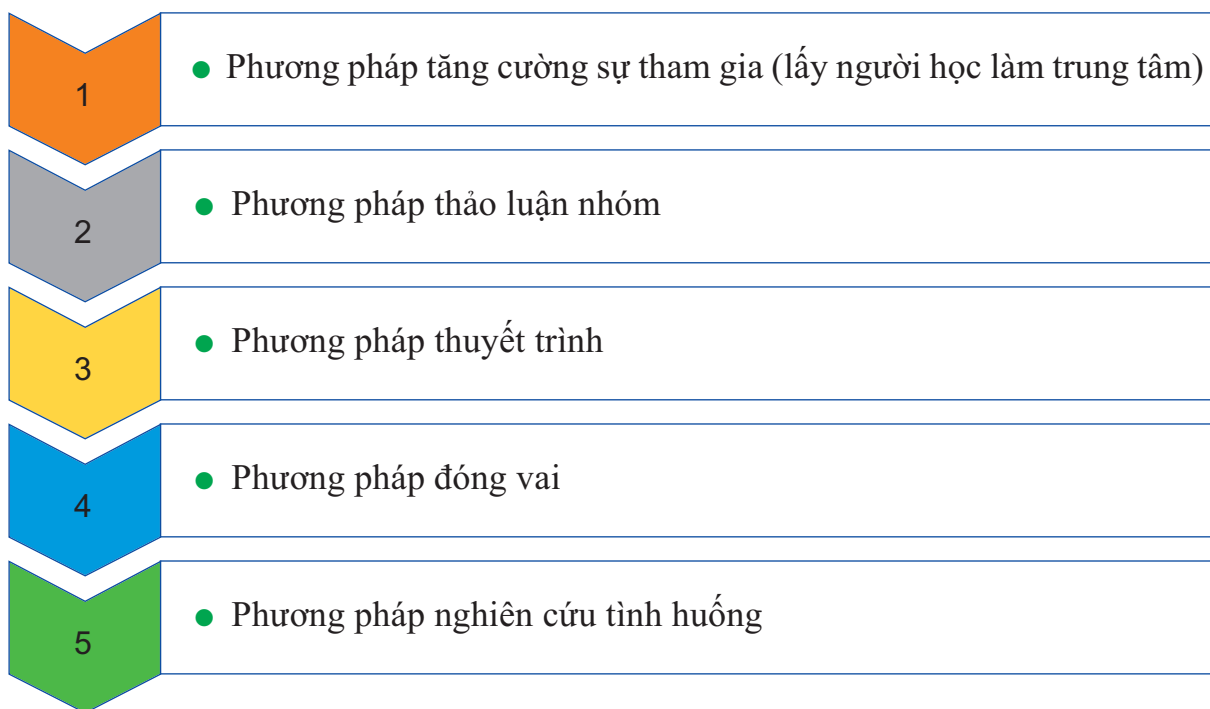 1
● Phương pháp tăng cường sự tham gia (lấy người học làm trung tâm)
2
● Phương pháp thảo luận nhóm
3
● Phương pháp thuyết trình
4
● Phương pháp đóng vai
5
● Phương pháp nghiên cứu tình huống